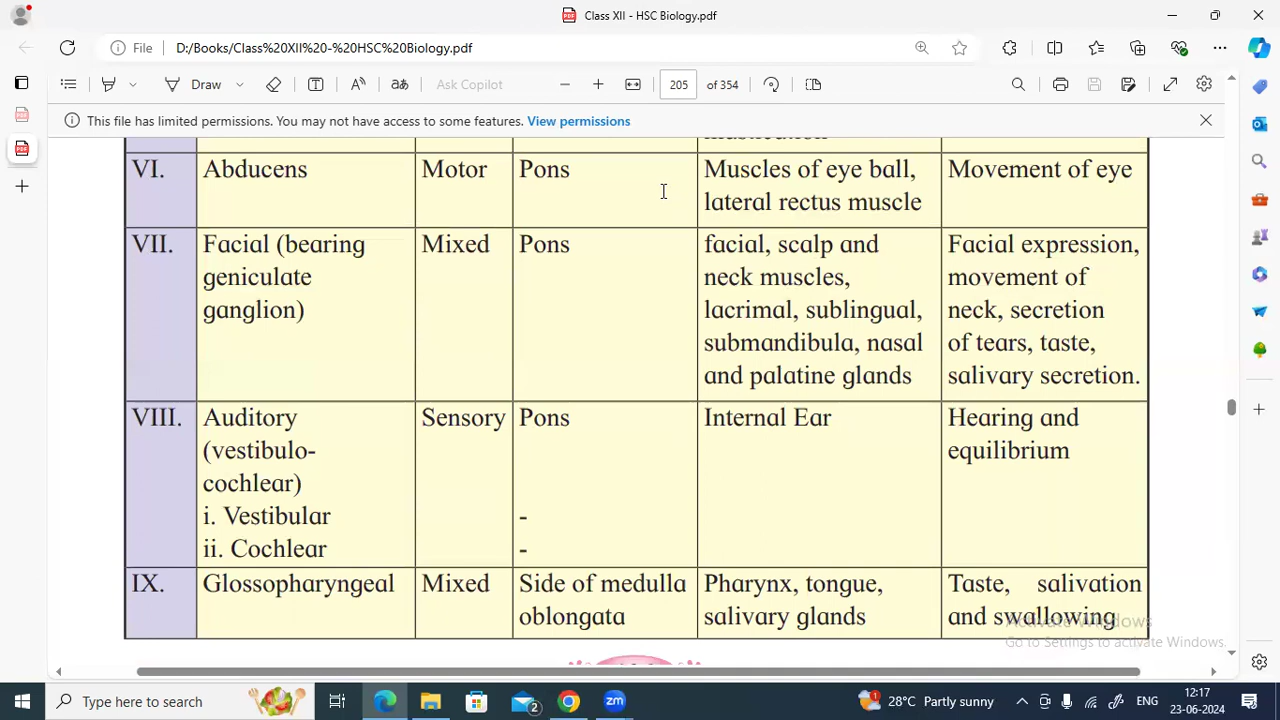 Class XII - HSC Biology.pdf
File D:/Books/Class%20XII%20-%20HSC%20Biology.pdf
Draw Ask Copilot 205 of 354
This file has limited permissions. You may not have access to some features. View permissions
VI. Abducens Motor Pons Muscles of eye ball, Movement of eye
lateral rectus muscle
VII. Facial (bearing Mixed Pons facial, scalp and Facial expression,
geniculate neck muscles, movement of
ganglion) lacrimal, sublingual, neck, secretion
submandibula, nasal of tears, taste,
and palatine glands salivary secretion.
VIII. Auditory Sensory Pons Internal Ear Hearing and
(vestibulo- equilibrium
cochlear)
i. Vestibular -
ii. Cochlear -
IX. Glossopharyngeal Mixed Side of medulla Pharynx, tongue, Taste, salivation
oblongata salivary glands and swallowing
Activate Windows
Go to Settings to activate Windows.
Type here to search 2 zm 1 28°C Partly sunny ENG 12:17
23-06-2024